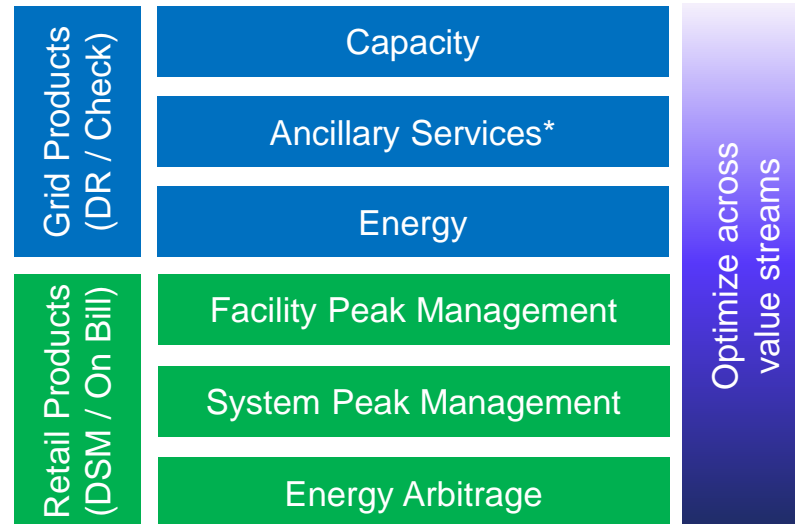 Grid Products
(DR / Check)
Capacity
Ancillary Services*
Energy
Retail Products
(DSM / On Bill)
Facility Peak Management
System Peak Management
Energy Arbitrage
Optimize across
value streams